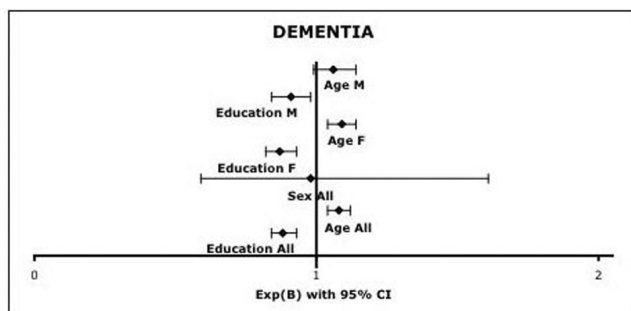 DEMENTIA
Age M
Education M
Age F
Education F
Sex All
Age All
Education All
0 1 2
Exp(B) with 95% CI